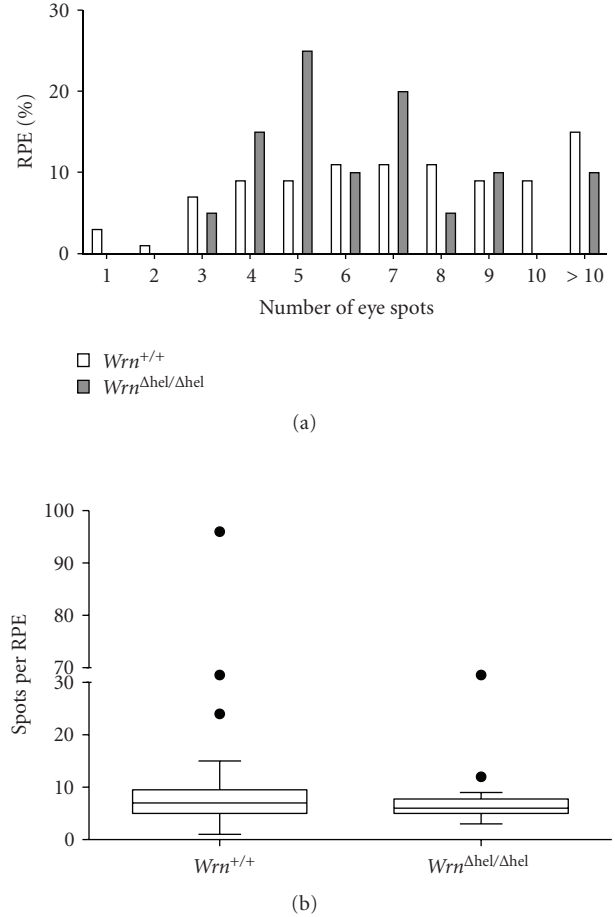 30
20
10
0
RPE (%)
1 2 3 4 5 6 7 8 9 10 > 10
Number of eye spots
Wrn+/+
WrnΔhel/Δhel
(a)
100
90
80
70
30
20
10
0
Spots per RPE
Wrn+/+ WrnΔhel/Δhel
(b)